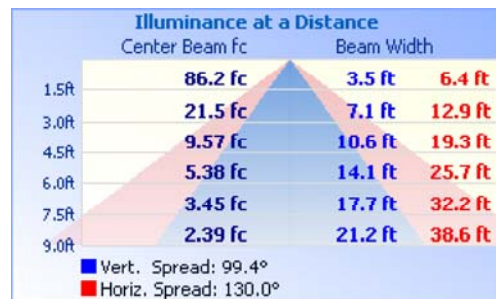 Illuminance at a Distance
Center Beam fc Beam Width
86.2 fc 3.5 ft 6.4 ft
1.5ft
21.5 fc 7.1 ft 12.9 ft
3.0ft
9.57 fc 10.6 ft 19.3 ft
4.5ft
5.38 fc 14.1 ft 25.7 ft
6.0ft
3.45 fc 17.7 ft 32.2 ft
7.5ft
2.39 fc 21.2 ft 38.6 ft
9.0ft
Vert. Spread: 99.4°
Horiz. Spread: 130.0°